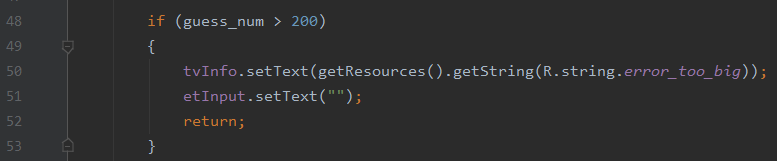 48 if (guess_num > 200)
49 {
50 tvInfo.setText(getResources().getString(R.string.error_too_big));
51 etInput.setText("");
52 return;
53 }